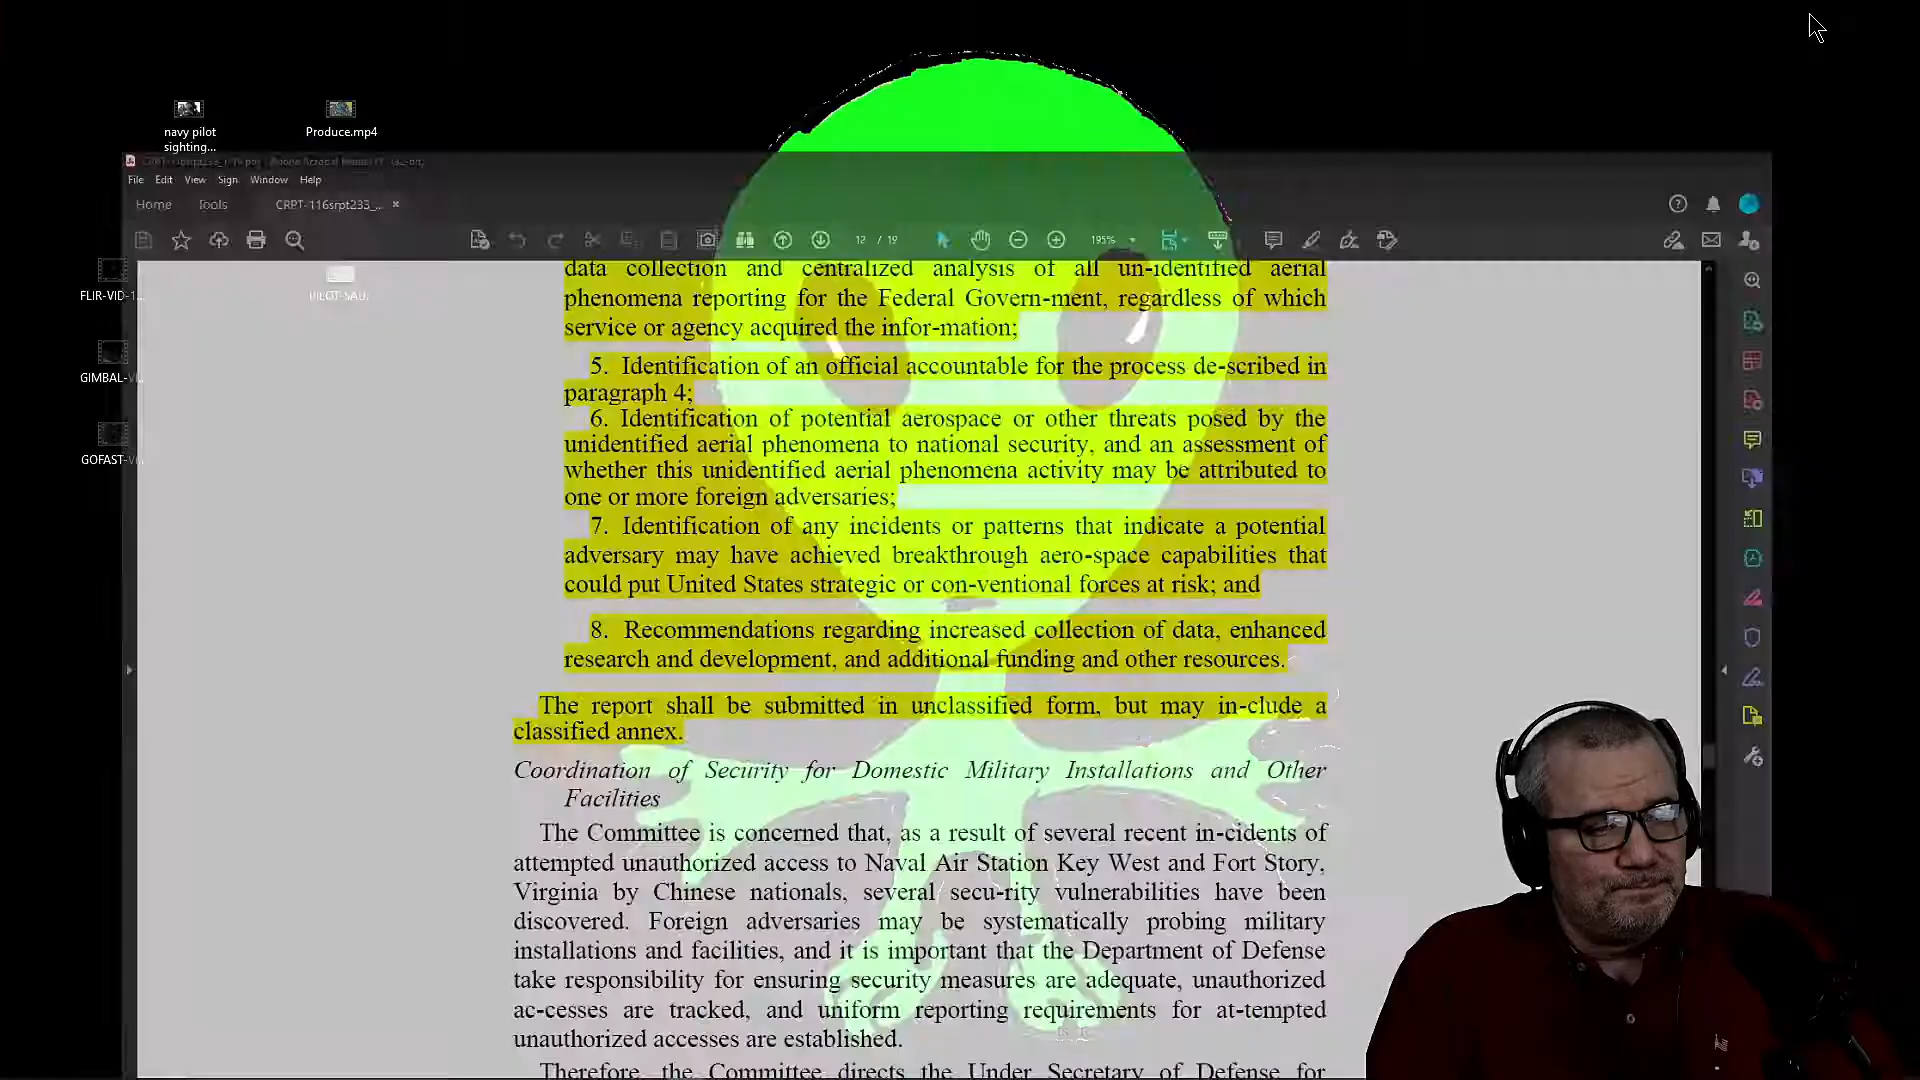 navy pilot
sighting...
Produce.mp4
File Edit View Sign Window Help
Home Tools CRPT-116srpt233_... ×
12 / 19 195%
FLIR-VID-1...
GIMBAL-VI...
GOFAST-VI...
data collection and centralized analysis of all un-identified aerial
phenomena reporting for the Federal Govern-ment, regardless of which
service or agency acquired the infor-mation;
5. Identification of an official accountable for the process de-scribed in
paragraph 4;
6. Identification of potential aerospace or other threats posed by the
unidentified aerial phenomena to national security, and an assessment of
whether this unidentified aerial phenomena activity may be attributed to
one or more foreign adversaries;
7. Identification of any incidents or patterns that indicate a potential
adversary may have achieved breakthrough aero-space capabilities that
could put United States strategic or con-ventional forces at risk; and
8. Recommendations regarding increased collection of data, enhanced
research and development, and additional funding and other resources.
The report shall be submitted in unclassified form, but may in-clude a
classified annex.
Coordination of Security for Domestic Military Installations and Other
Facilities
The Committee is concerned that, as a result of several recent in-cidents of
attempted unauthorized access to Naval Air Station Key West and Fort Story,
Virginia by Chinese nationals, several secu-rity vulnerabilities have been
discovered. Foreign adversaries may be systematically probing military
installations and facilities, and it is important that the Department of Defense
take responsibility for ensuring security measures are adequate, unauthorized
ac-cesses are tracked, and uniform reporting requirements for at-tempted
unauthorized accesses are established.
Therefore, the Committee directs the Under Secretary of Defense for